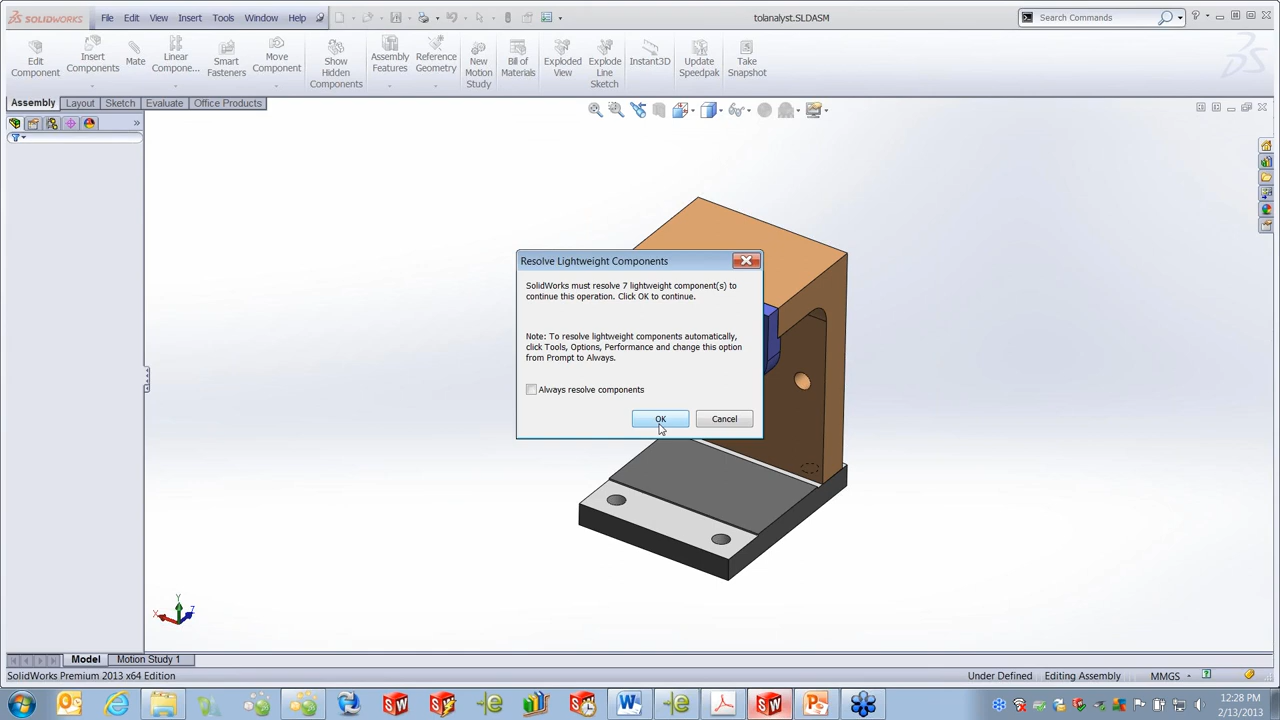 SOLIDWORKS File Edit View Insert Tools Window Help tolanalyst.SLDASM Search Commands
Edit Component
Insert Components
Mate
Linear Compone...
Smart Fasteners
Move Component
Show Hidden Components
Assembly Features
Reference Geometry
New Motion Study
Bill of Materials
Exploded View
Explode Line Sketch
Instant3D
Update Speedpak
Take Snapshot
Assembly Layout Sketch Evaluate Office Products
Resolve Lightweight Components
SolidWorks must resolve 7 lightweight component(s) to
continue this operation. Click OK to continue.
Note: To resolve lightweight components automatically,
click Tools, Options, Performance and change this option
from Prompt to Always.
Always resolve components
OK Cancel
Y
X Z
Model Motion Study 1
SolidWorks Premium 2013 x64 Edition Under Defined Editing Assembly MMGS
12:28 PM
2/13/2013